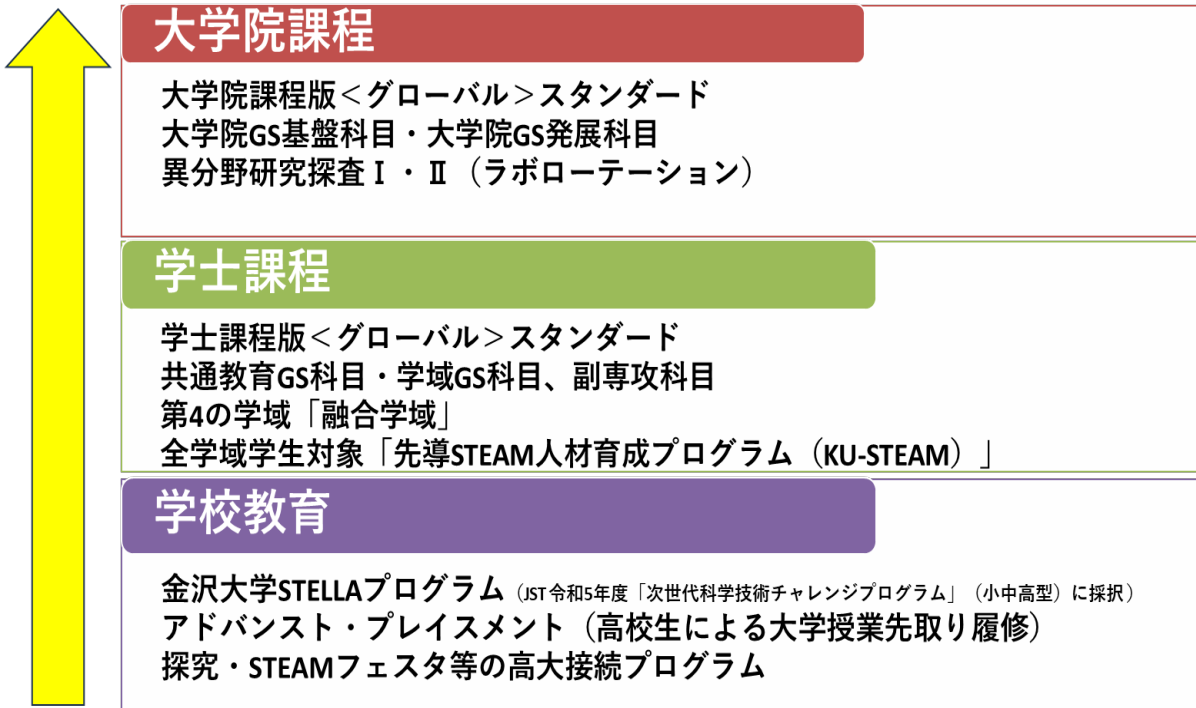 大学院課程
大学院課程版＜グローバル＞スタンダード
大学院GS基盤科目・大学院GS発展科目
異分野研究探査Ⅰ・Ⅱ（ラボローテーション）
学士課程
学士課程版＜グローバル＞スタンダード
共通教育GS科目・学域GS科目、副専攻科目
第4の学域「融合学域」
全学域学生対象「先導STEAM人材育成プログラム（KU-STEAM）」
学校教育
金沢大学STELLAプログラム（JST令和5年度「次世代科学技術チャレンジプログラム」（小中高型）に採択）
アドバンスト・プレイスメント（高校生による大学授業先取り履修）
探究・STEAMフェスタ等の高大接続プログラム